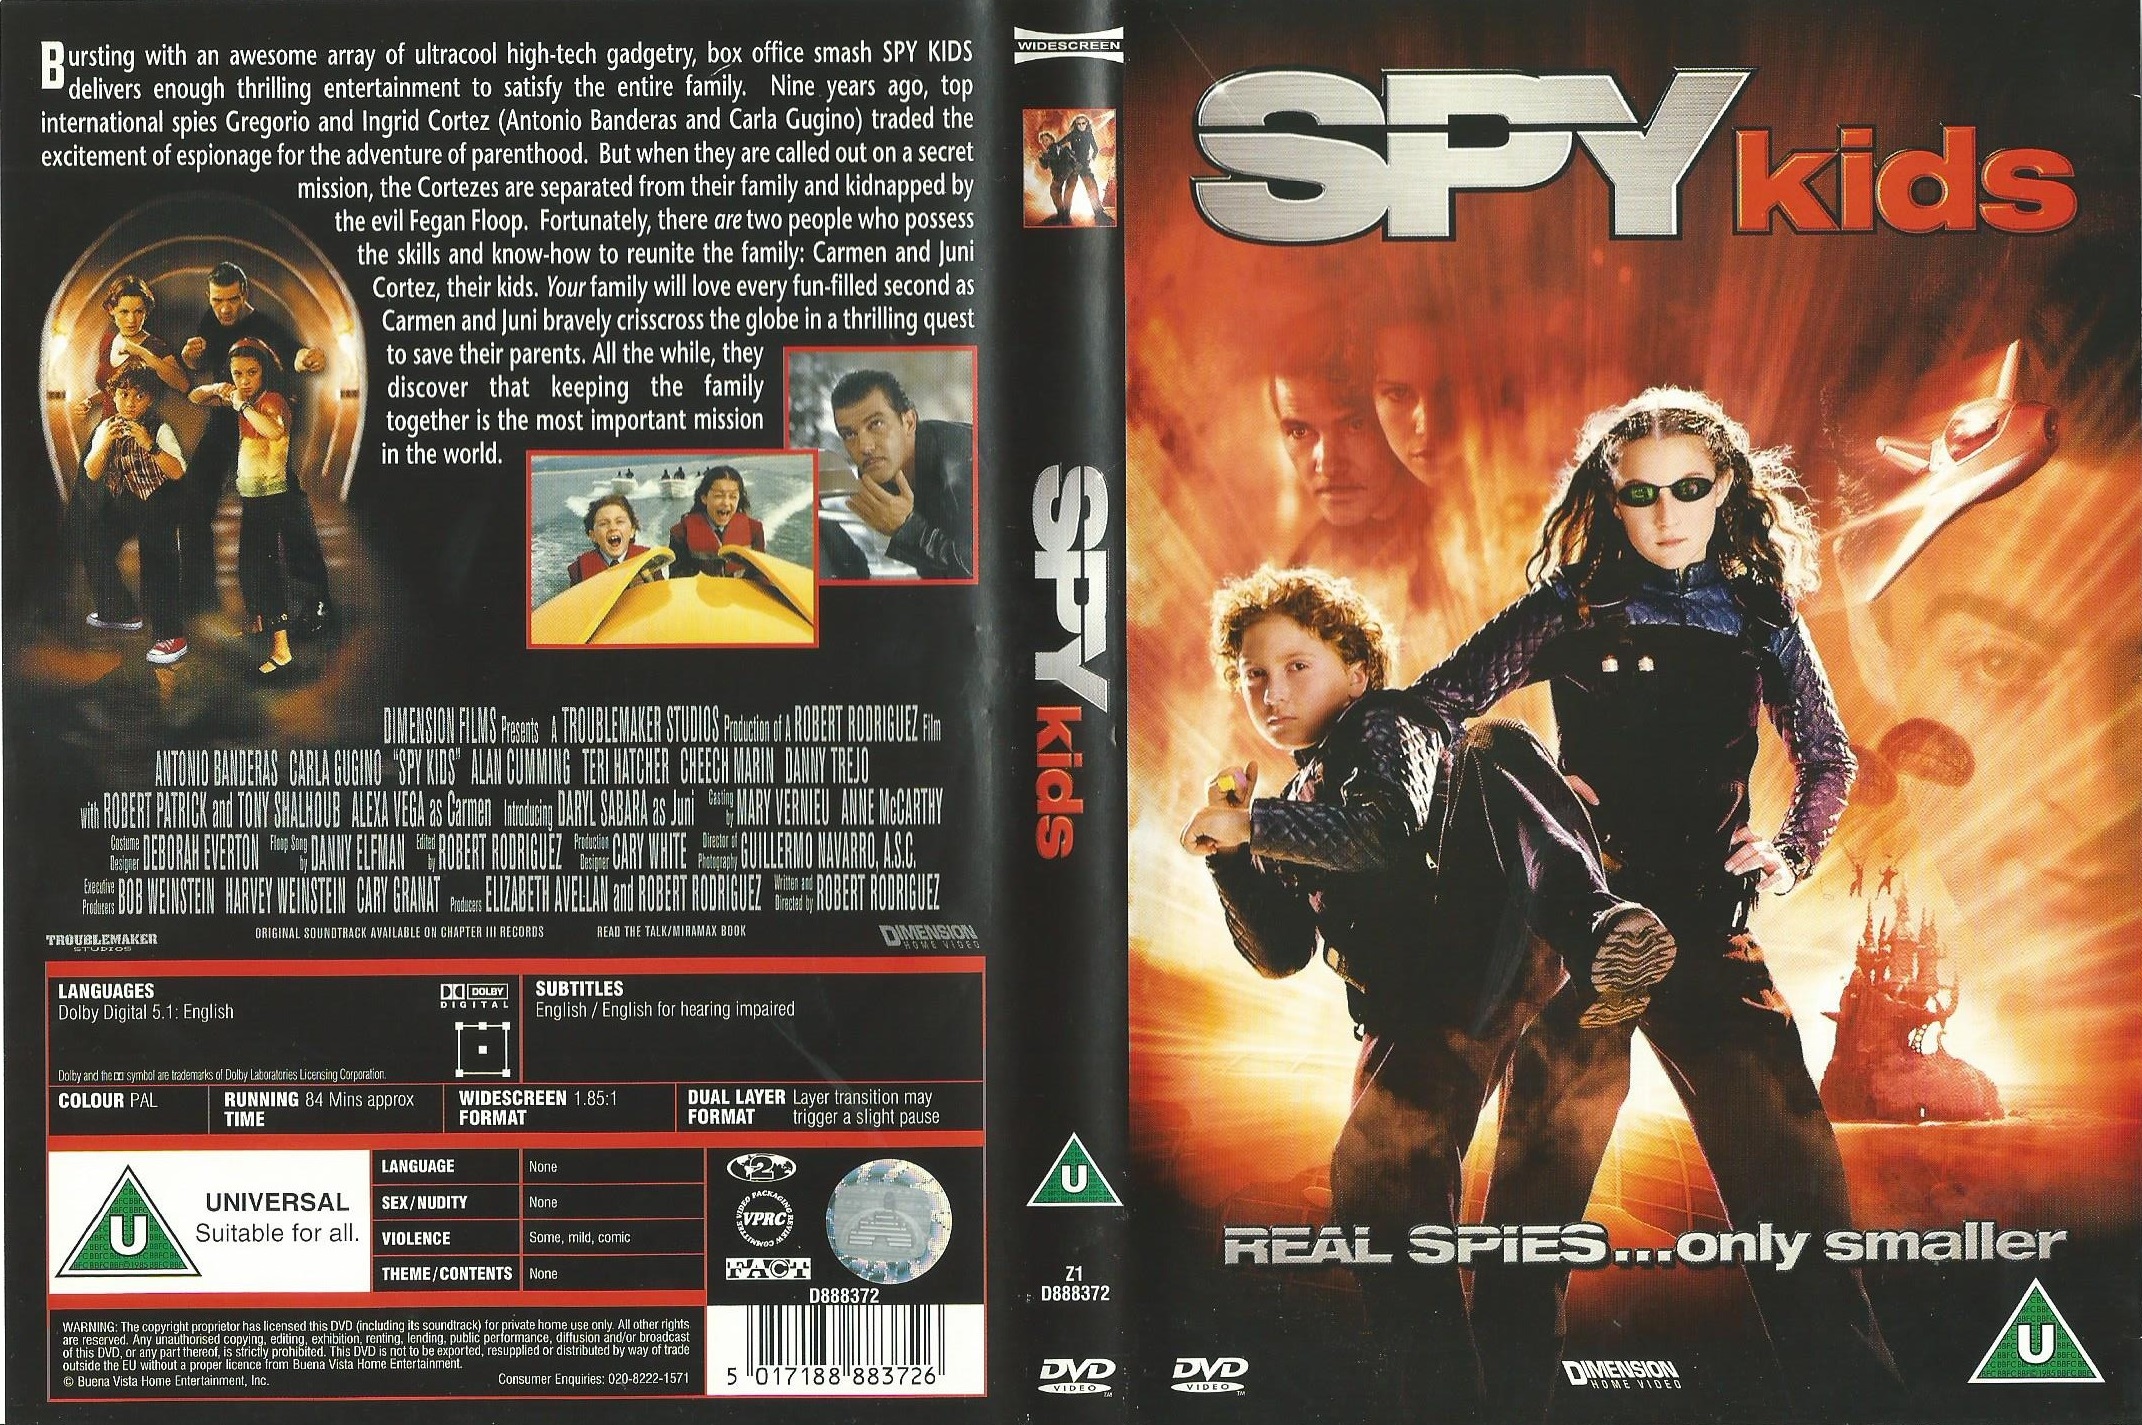 Bursting with an awesome array of ultracool high-tech gadgetry, box office smash SPY KIDS
delivers enough thrilling entertainment to satisfy the entire family. Nine years ago, top
international spies Gregorio and Ingrid Cortez (Antonio Banderas and Carla Gugino) traded the
excitement of espionage for the adventure of parenthood. But when they are called out on a secret
mission, the Cortezes are separated from their family and kidnapped by
the evil Fegan Floop. Fortunately, there are two people who possess
the skills and know-how to reunite the family: Carmen and Juni
Cortez, their kids. Your family will love every fun-filled second as
Carmen and Juni bravely crisscross the globe in a thrilling quest
to save their parents. All the while, they
discover that keeping the family
together is the most important mission
in the world.
DIMENSION FILMS Presents A TROUBLEMAKER STUDIOS Production of A ROBERT RODRIGUEZ Film
ANTONIO BANDERAS CARLA GUGINO "SPY KIDS" ALAN CUMMING TERI HATCHER CHEECH MARIN DANNY TREJO
with ROBERT PATRICK and TONY SHALHOUB ALEXA VEGA as Carmen Introducing DARYL SABARA as Juni Casting by MARY VERNIEU ANNE McCARTHY
Costume Designer DEBORAH EVERTON Floop Song by DANNY ELFMAN Edited by ROBERT RODRIGUEZ Production Designer CARY WHITE Director of Photography GUILLERMO NAVARRO, A.S.C.
Executive Producers BOB WEINSTEIN HARVEY WEINSTEIN CARY GRANAT Producers ELIZABETH AVELLAN and ROBERT RODRIGUEZ Written and Directed by ROBERT RODRIGUEZ
TROUBLEMAKER STUDIOS
ORIGINAL SOUNDTRACK AVAILABLE ON CHAPTER III RECORDS READ THE TALK/MIRAMAX BOOK
DIMENSION
HOME VIDEO
LANGUAGES
Dolby Digital 5.1: English
DOLBY
DIGITAL
Dolby and the symbol are trademarks of Dolby Laboratories Licensing Corporation.
SUBTITLES
English / English for hearing impaired
COLOUR PAL
RUNNING 84 Mins approx
TIME
WIDESCREEN 1.85:1
FORMAT
DUAL LAYER Layer transition may
FORMAT trigger a slight pause
U
UNIVERSAL
Suitable for all.
LANGUAGE None
SEX/NUDITY None
VIOLENCE Some, mild, comic
THEME/CONTENTS None
2
VIDEO PACKAGING REVIEW COMMITTEE
VPRC
FACT
D888372
5 017188 883726
WARNING: The copyright proprietor has licensed this DVD (including its soundtrack) for private home use only. All other rights
are reserved. Any unauthorised copying, editing, exhibition, renting, lending, public performance, diffusion and/or broadcast
of this DVD, or any part thereof, is strictly prohibited. This DVD is not to be exported, resupplied or distributed by way of trade
outside the EU without a proper licence from Buena Vista Home Entertainment.
© Buena Vista Home Entertainment, Inc.
Consumer Enquiries: 020-8222-1571
WIDESCREEN
SPY kids
U
Z1
D888372
DVD
VIDEO
TM
SPY kids
REAL SPIES...only smaller
DVD
VIDEO
TM
DIMENSION
HOME VIDEO
U